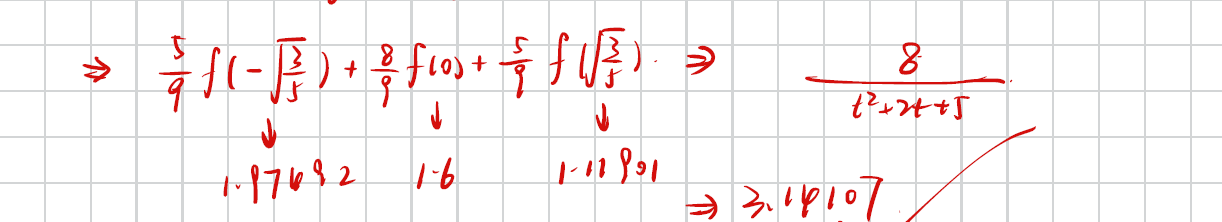 ⇒ 5/9 f(-√(3/5)) + 8/9 f(0) + 5/9 f(√(3/5)). ⇒ 8/(t²+2t+5)
↓ ↓ ↓
1.97692 1.6 1.11901
⇒ 3.14107